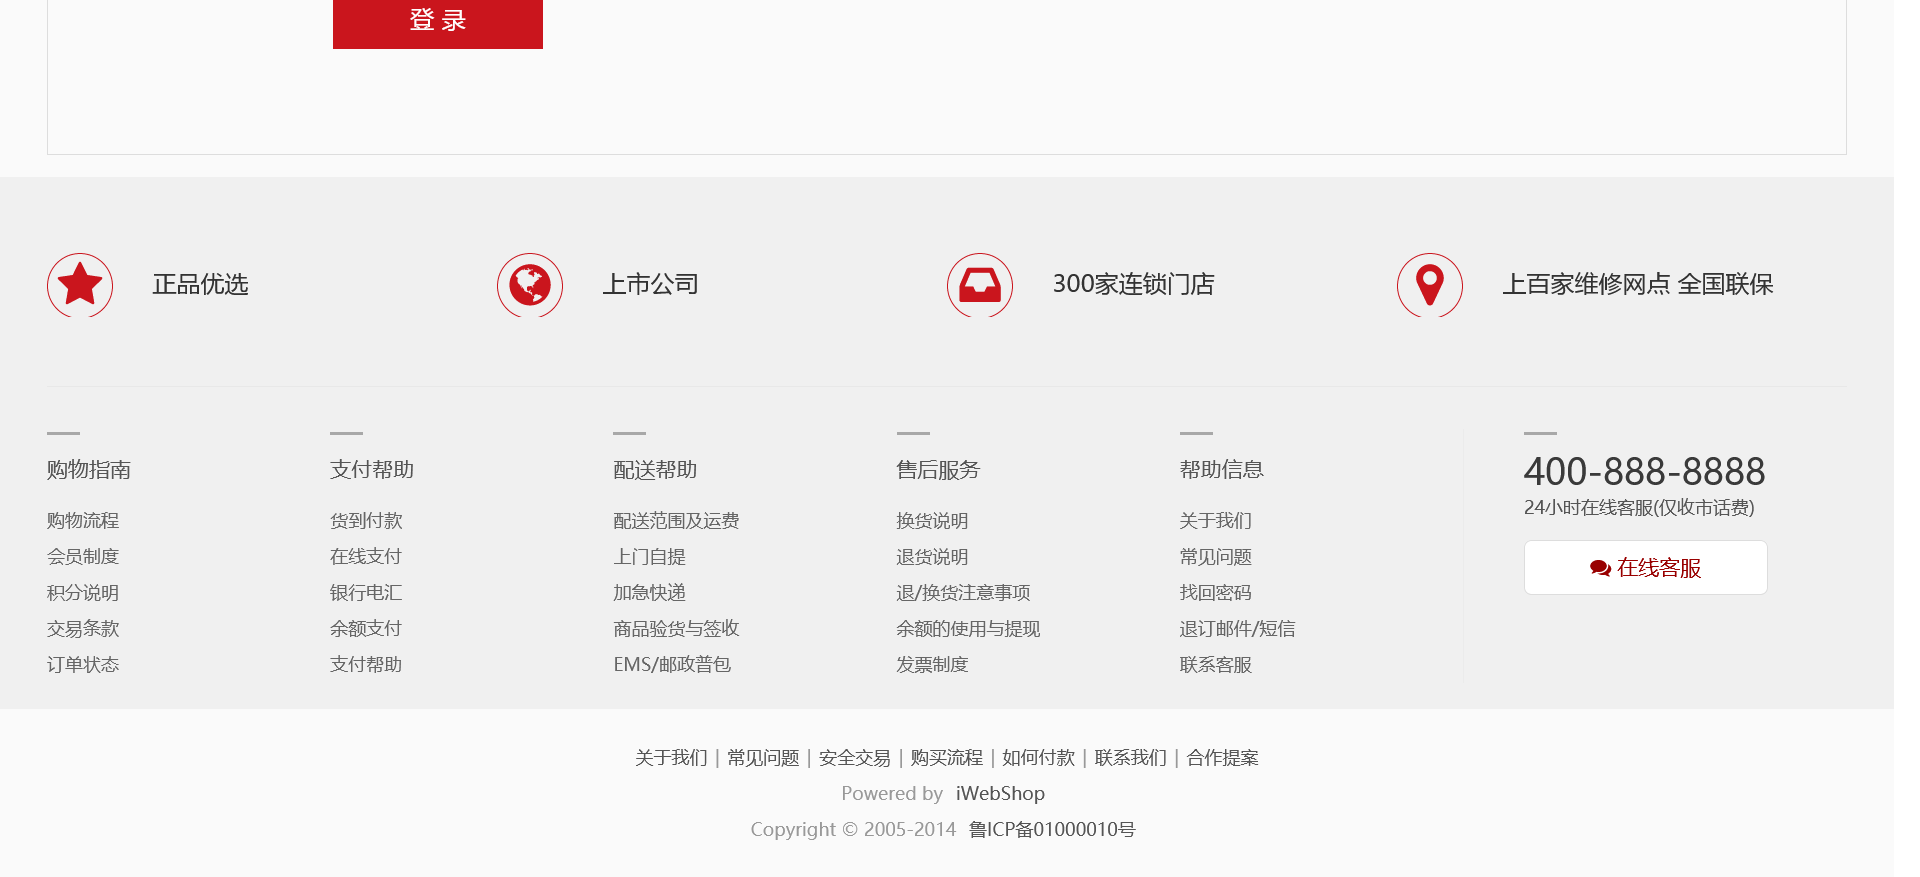 登 录
正品优选
上市公司
300家连锁门店
上百家维修网点 全国联保
购物指南
购物流程
会员制度
积分说明
交易条款
订单状态
支付帮助
货到付款
在线支付
银行电汇
余额支付
支付帮助
配送帮助
配送范围及运费
上门自提
加急快递
商品验货与签收
EMS/邮政普包
售后服务
换货说明
退货说明
退/换货注意事项
余额的使用与提现
发票制度
帮助信息
关于我们
常见问题
找回密码
退订邮件/短信
联系客服
400-888-8888
24小时在线客服(仅收市话费)
在线客服
关于我们 | 常见问题 | 安全交易 | 购买流程 | 如何付款 | 联系我们 | 合作提案
Powered by iWebShop
Copyright © 2005-2014 鲁ICP备01000010号